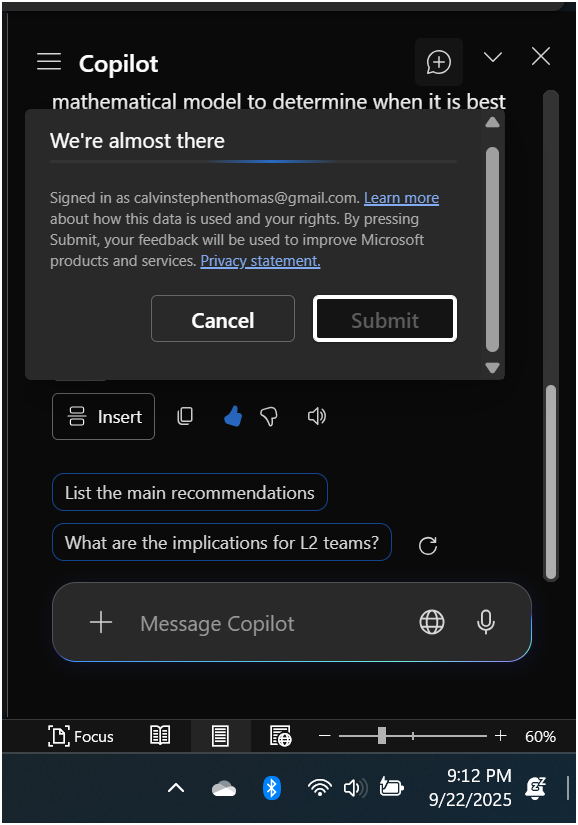 Copilot
mathematical model to determine when it is best
We're almost there
Signed in as calvinstephenthomas@gmail.com. Learn more
about how this data is used and your rights. By pressing
Submit, your feedback will be used to improve Microsoft
products and services. Privacy statement.
Cancel
Submit
Insert
List the main recommendations
What are the implications for L2 teams?
Message Copilot
Focus
60%
9:12 PM
9/22/2025